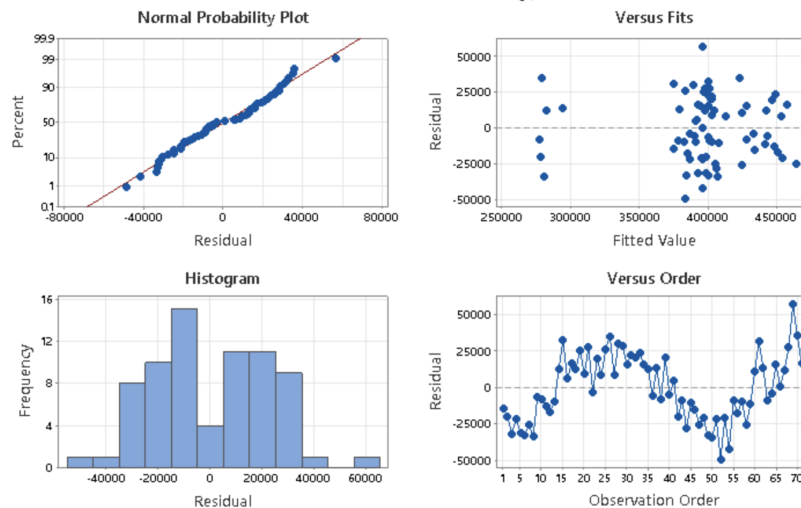 Normal Probability Plot
99.9
99
90
50
10
1
0.1
Percent
-80000 -40000 0 40000 80000
Residual
Versus Fits
50000
25000
0
-25000
-50000
Residual
250000 300000 350000 400000 450000
Fitted Value
Histogram
16
12
8
4
0
Frequency
-40000 -20000 0 20000 40000 60000
Residual
Versus Order
50000
25000
0
-25000
-50000
Residual
1 5 10 15 20 25 30 35 40 45 50 55 60 65 70
Observation Order